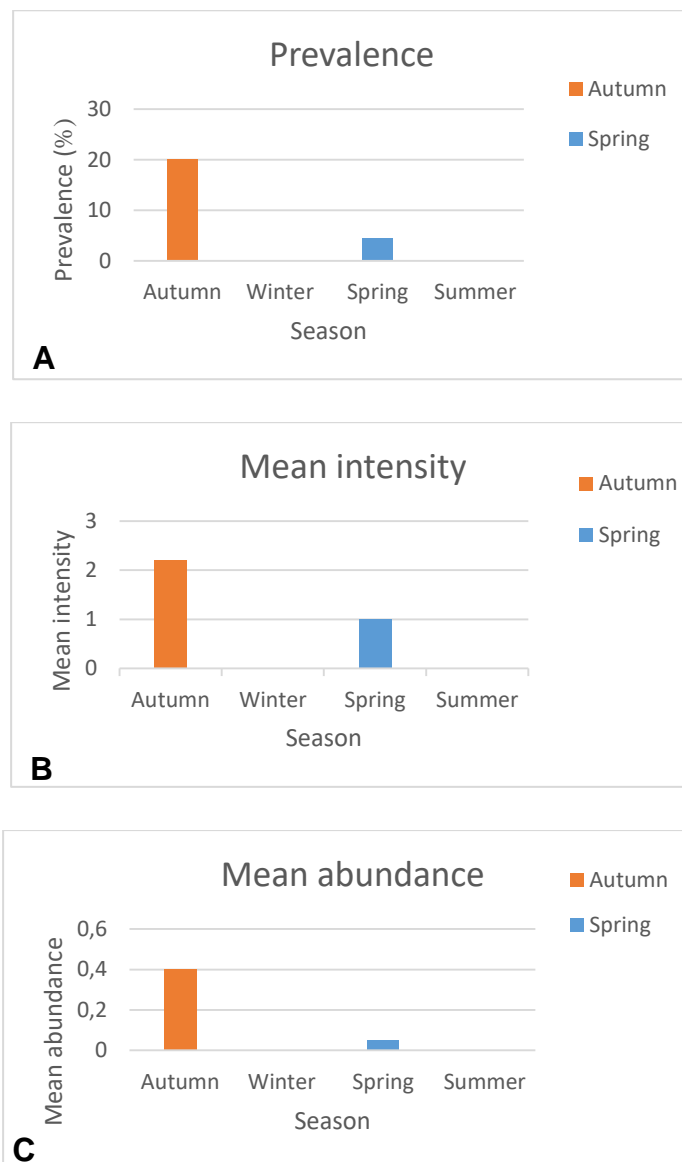 Prevalence
Autumn
Spring
Prevalence (%)
30
20
10
0
Autumn Winter Spring Summer
Season
A
Mean intensity
Autumn
Spring
Mean intensity
3
2
1
0
Autumn Winter Spring Summer
Season
B
Mean abundance
Autumn
Spring
Mean abundance
0,6
0,4
0,2
0
Autumn Winter Spring Summer
Season
C